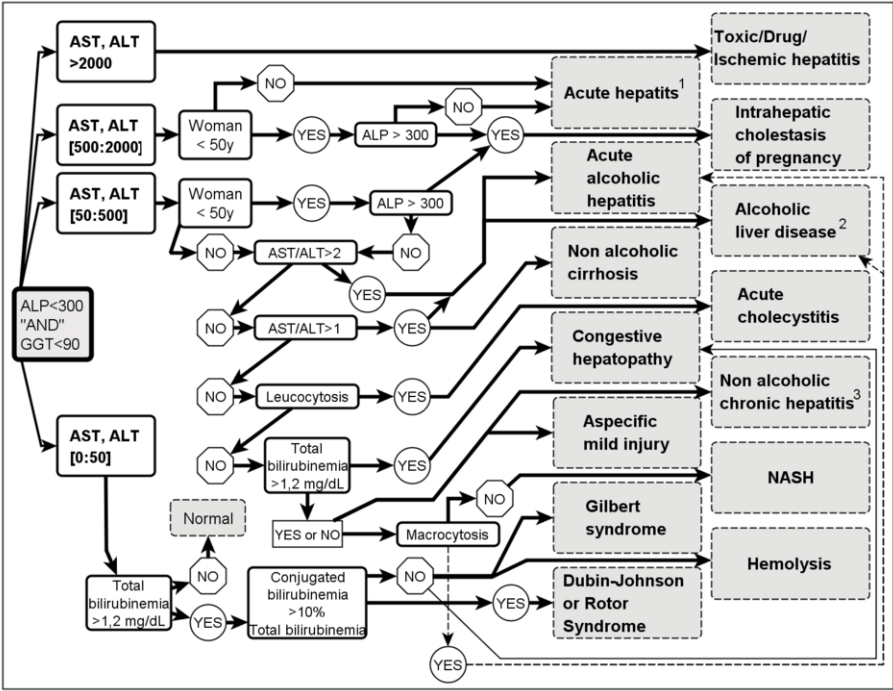 AST, ALT
>2000
Toxic/Drug/
Ischemic hepatitis
NO
Acute hepatits1
AST, ALT
[500:2000]
Woman
< 50y
YES
ALP > 300
NO
YES
Intrahepatic
cholestasis
of pregnancy
AST, ALT
[50:500]
Woman
< 50y
YES
ALP > 300
Acute
alcoholic
hepatitis
NO
AST/ALT>2
NO
YES
Alcoholic
liver disease2
Non alcoholic
cirrhosis
ALP<300
"AND"
GGT<90
NO
AST/ALT>1
YES
Acute
cholecystitis
Congestive
hepatopathy
NO
Leucocytosis
YES
Non alcoholic
chronic hepatitis3
AST, ALT
[0:50]
NO
Total
bilirubinemia
>1,2 mg/dL
YES
Aspecific
mild injury
NASH
Normal
YES or NO
Macrocytosis
NO
Gilbert
syndrome
Hemolysis
Total
bilirubinemia
>1,2 mg/dL
NO
YES
Conjugated
bilirubinemia
>10%
Total bilirubinemia
NO
YES
Dubin-Johnson
or Rotor
Syndrome
YES